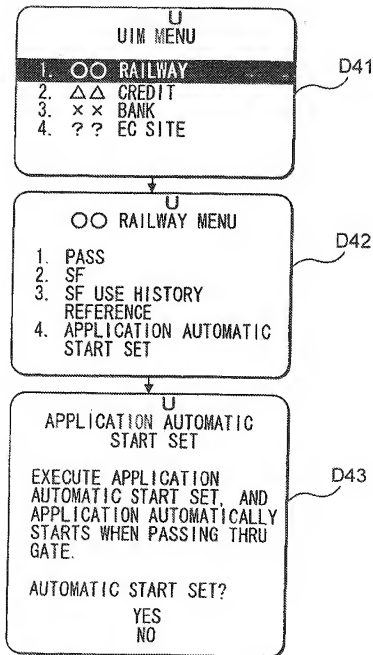 U
UIM MENU
1. ○○ RAILWAY
2. △△ CREDIT
3. ×× BANK
4. ?? EC SITE
D41
U
○○ RAILWAY MENU
1. PASS
2. SF
3. SF USE HISTORY
REFERENCE
4. APPLICATION AUTOMATIC
START SET
D42
U
APPLICATION AUTOMATIC
START SET
EXECUTE APPLICATION
AUTOMATIC START SET, AND
APPLICATION AUTOMATICALLY
STARTS WHEN PASSING THRU
GATE.
AUTOMATIC START SET?
YES
NO
D43